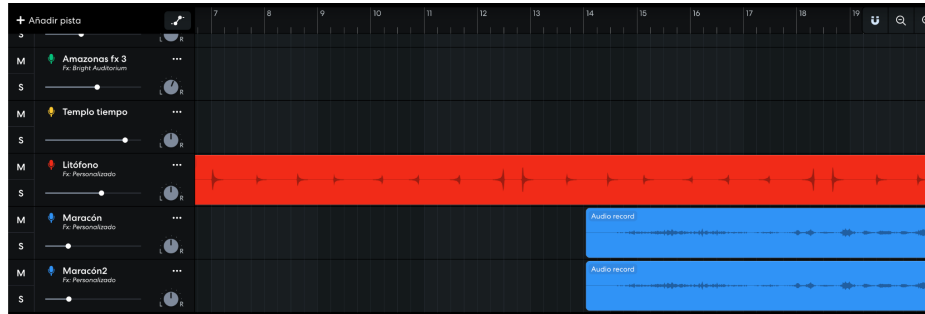 + Añadir pista
7 8 9 10 11 12 13 14 15 16 17 18 19
S
L R
M Amazonas fx 3 ...
Fx: Bright Auditorium
S L R
M Templo tiempo ...
S L R
M Litófono ...
Fx: Personalizado
S L R
M Maracón ... Audio record
Fx: Personalizado
S L R
M Maracón2 ... Audio record
Fx: Personalizado
S L R